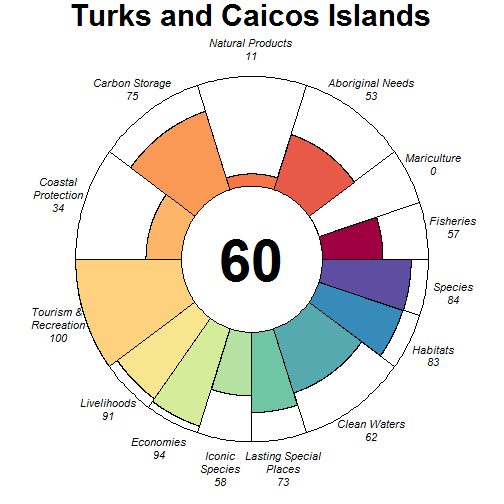 Turks and Caicos Islands
Natural Products
11
Carbon Storage
75
Aboriginal Needs
53
Mariculture
0
Coastal
Protection
34
Fisheries
57
60
Species
84
Tourism &
Recreation
100
Habitats
83
Livelihoods
91
Clean Waters
62
Economies
94
Iconic
Species
58
Lasting Special
Places
73